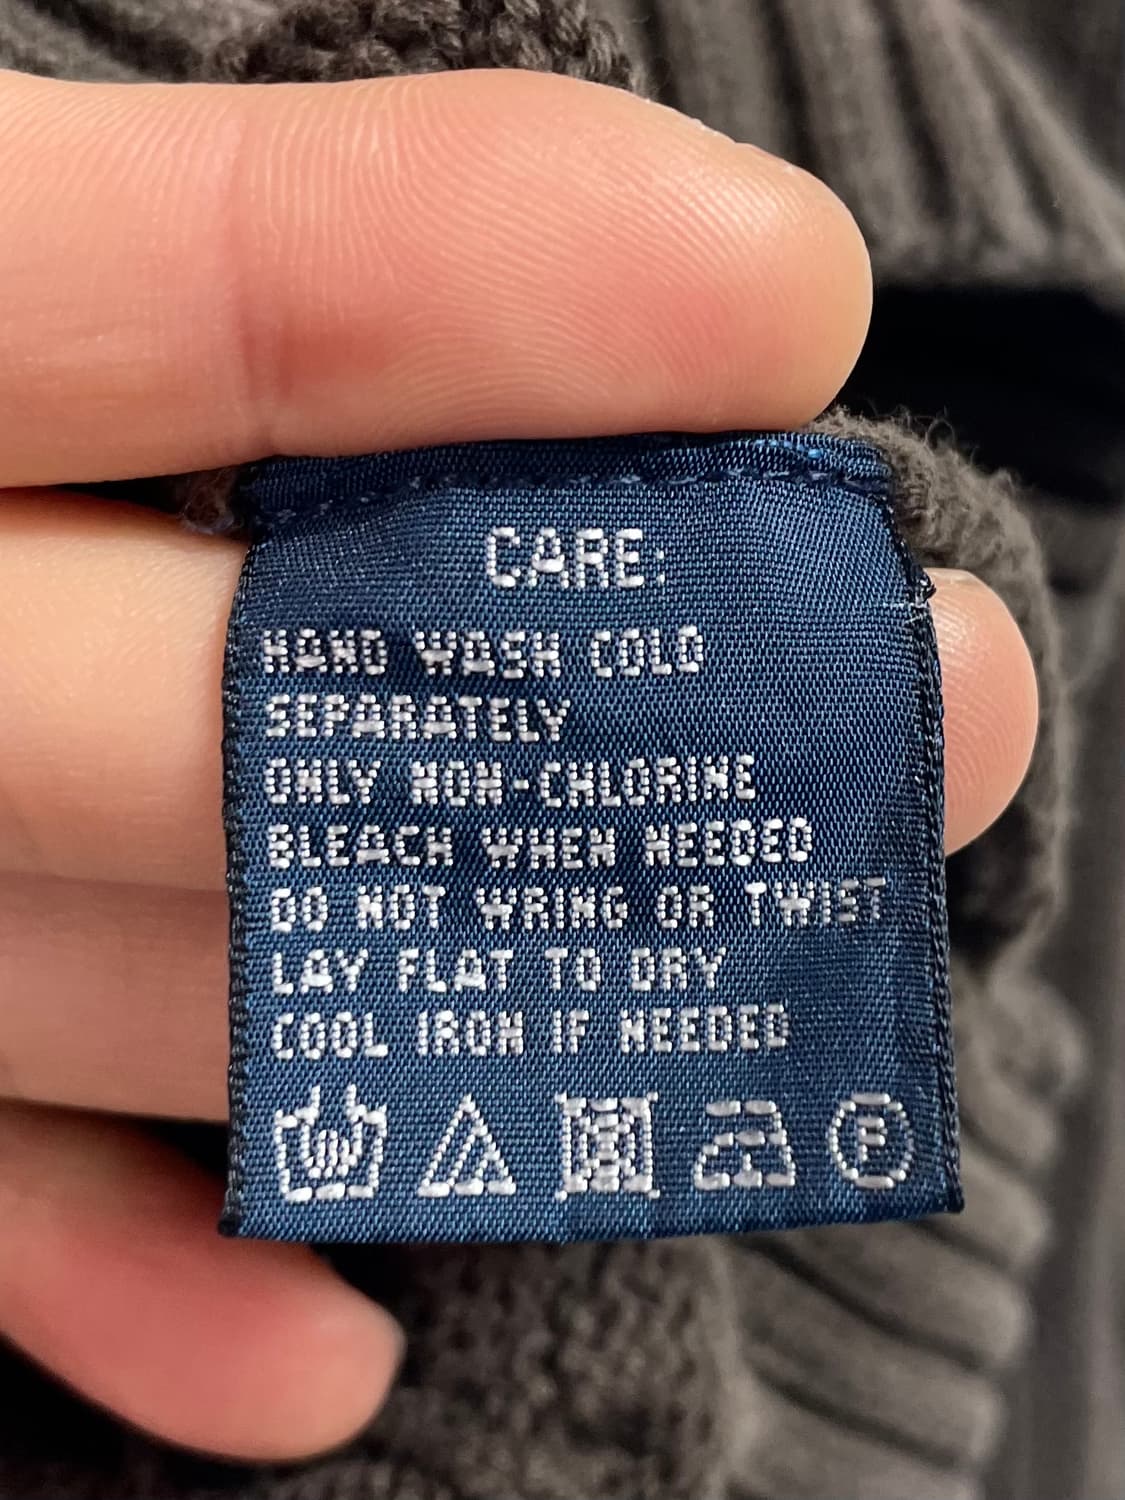 CARE:
HAND WASH COLD
SEPARATELY
ONLY NON-CHLORINE
BLEACH WHEN NEEDED
DO NOT WRING OR TWIST
LAY FLAT TO DRY
COOL IRON IF NEEDED
P